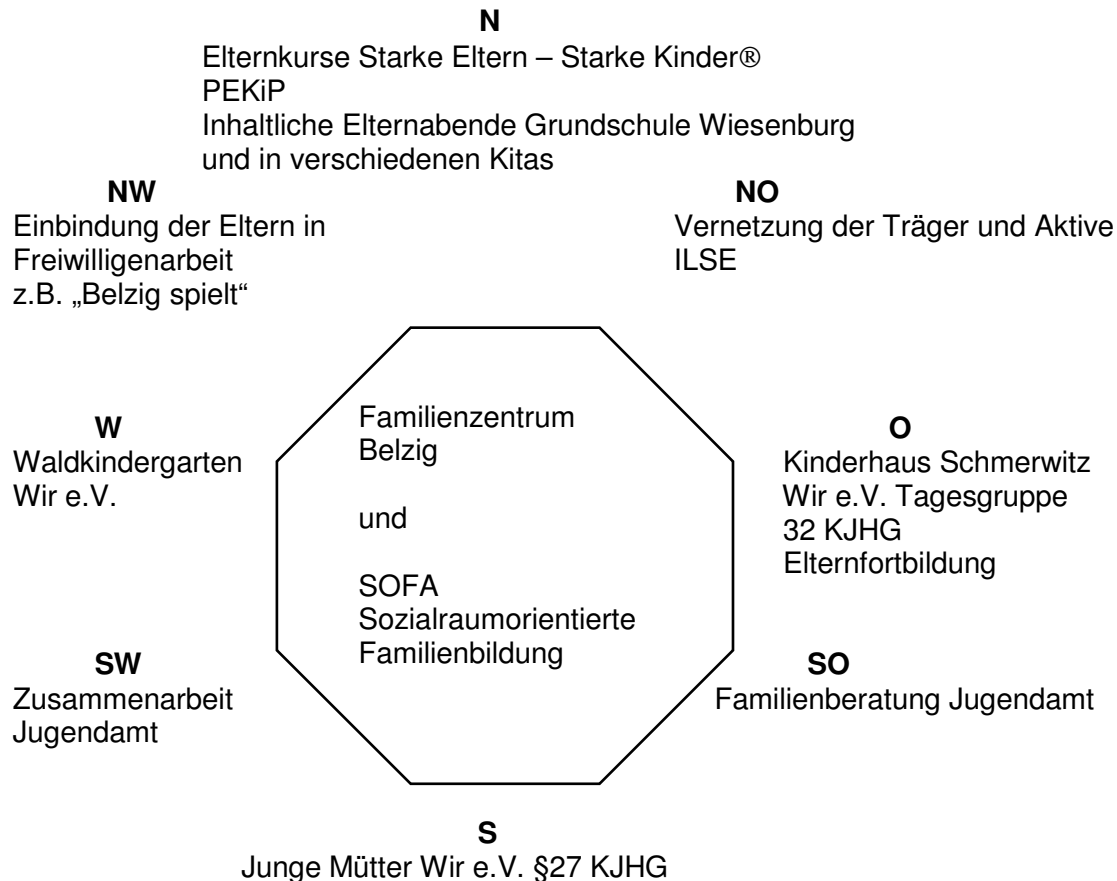 N
Elternkurse Starke Eltern – Starke Kinder®
PEKiP
Inhaltliche Elternabende Grundschule Wiesenburg
und in verschiedenen Kitas
NW
Einbindung der Eltern in
Freiwilligenarbeit
z.B. „Belzig spielt“
NO
Vernetzung der Träger und Aktive
ILSE
W
Waldkindergarten
Wir e.V.
Familienzentrum
Belzig
und
SOFA
Sozialraumorientierte
Familienbildung
O
Kinderhaus Schmerwitz
Wir e.V. Tagesgruppe
32 KJHG
Elternfortbildung
SW
Zusammenarbeit
Jugendamt
SO
Familienberatung Jugendamt
S
Junge Mütter Wir e.V. §27 KJHG